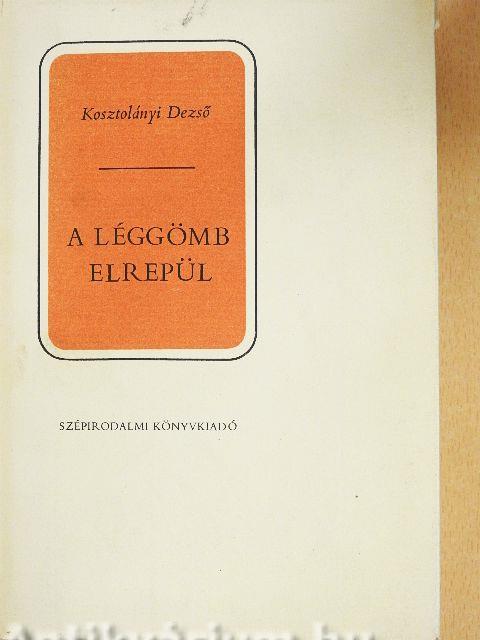 Kosztolányi Dezső
A LÉGGÖMB
ELREPÜL
SZÉPIRODALMI KÖNYVKIADÓ